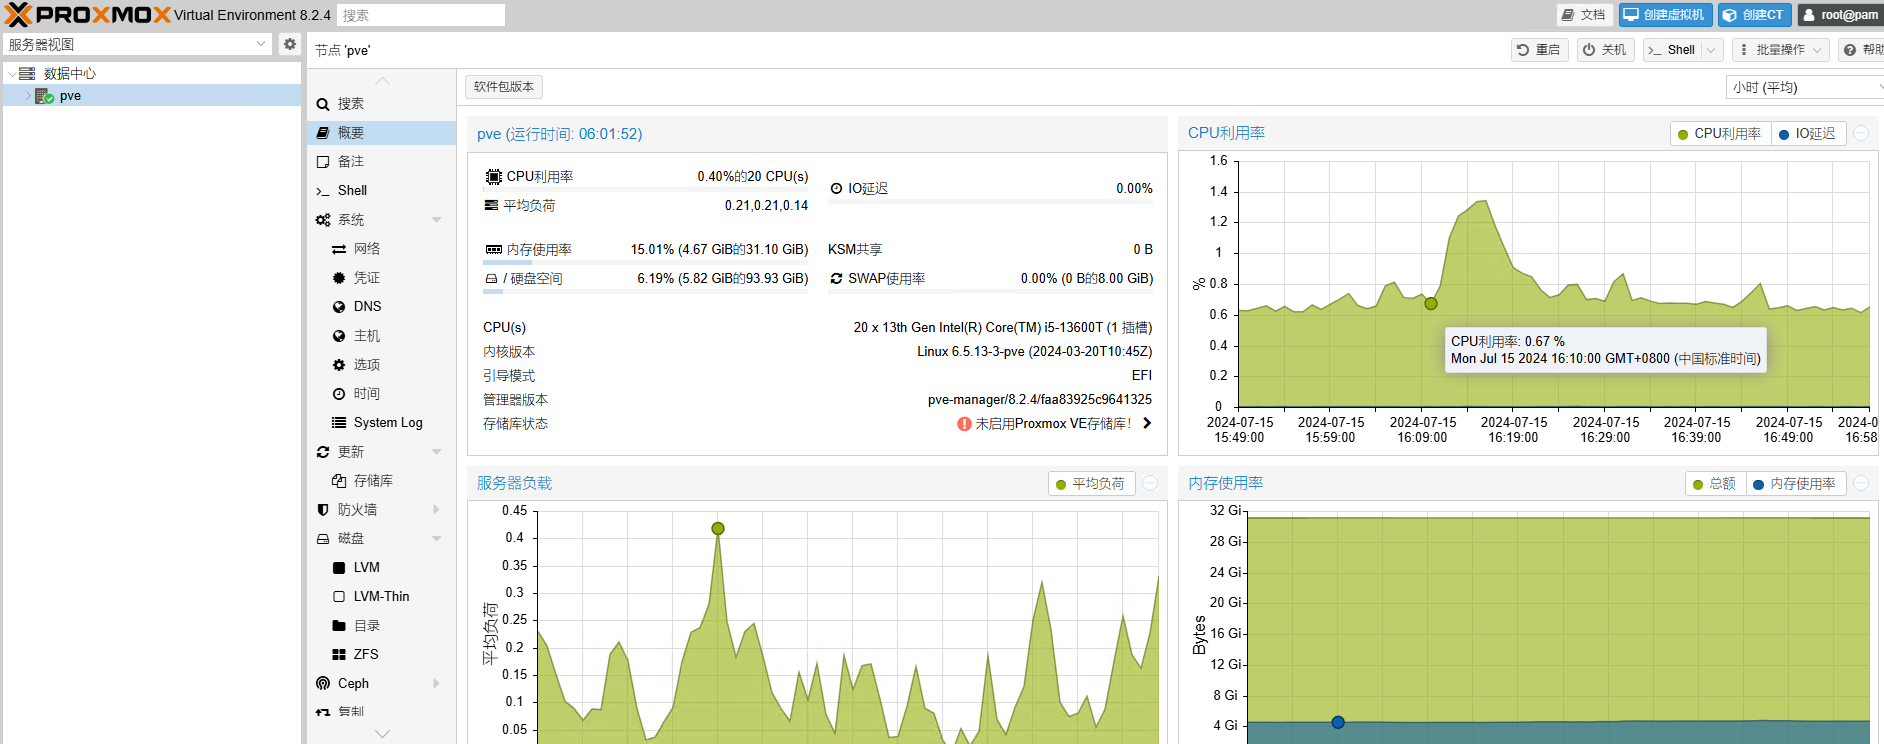 PROXMOX Virtual Environment 8.2.4 搜索 文档 创建虚拟机 创建CT root@pam
服务器视图
数据中心
pve
节点 'pve' 重启 关机 Shell 批量操作 帮助
搜索
概要
备注
Shell
系统
网络
凭证
DNS
主机
选项
时间
System Log
更新
存储库
防火墙
磁盘
LVM
LVM-Thin
目录
ZFS
Ceph
复制
软件包版本 小时 (平均)
pve (运行时间: 06:01:52)
CPU利用率 0.40%的20 CPU(s)
IO延迟 0.00%
平均负荷 0.21,0.21,0.14
内存使用率 15.01% (4.67 GiB的31.10 GiB)
KSM共享 0 B
/ 硬盘空间 6.19% (5.82 GiB的93.93 GiB)
SWAP使用率 0.00% (0 B的8.00 GiB)
CPU(s) 20 x 13th Gen Intel(R) Core(TM) i5-13600T (1 插槽)
内核版本 Linux 6.5.13-3-pve (2024-03-20T10:45Z)
引导模式 EFI
管理器版本 pve-manager/8.2.4/faa83925c9641325
存储库状态 未启用Proxmox VE存储库!
CPU利用率 CPU利用率 IO延迟
1.6
1.4
1.2
1
%
0.8
0.6
0.4
0.2
0
CPU利用率: 0.67 %
Mon Jul 15 2024 16:10:00 GMT+0800 (中国标准时间)
2024-07-15 2024-07-15 2024-07-15 2024-07-15 2024-07-15 2024-07-15 2024-07-15 2024-0
15:49:00 15:59:00 16:09:00 16:19:00 16:29:00 16:39:00 16:49:00 16:58
服务器负载 平均负荷
0.45
0.4
0.35
0.3
0.25
平均负荷
0.2
0.15
0.1
0.05
内存使用率 总额 内存使用率
32 Gi
28 Gi
24 Gi
20 Gi
16 Gi
Bytes
12 Gi
8 Gi
4 Gi